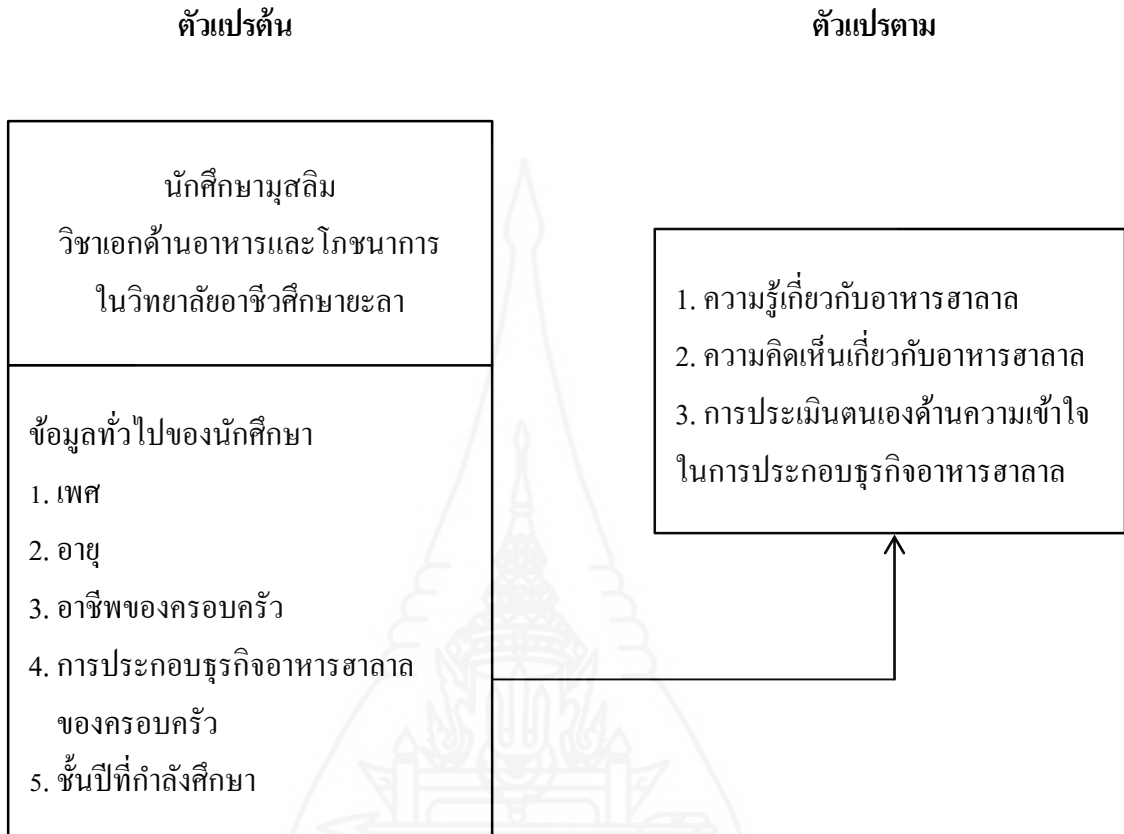 ตัวแปรต้น
ตัวแปรตาม
นักศึกษามุสลิม
วิชาเอกด้านอาหารและโภชนาการ
ในวิทยาลัยอาชีวศึกษายะลา
ข้อมูลทั่วไปของนักศึกษา
1. เพศ
2. อายุ
3. อาชีพของครอบครัว
4. การประกอบธุรกิจอาหารฮาลาล
ของครอบครัว
5. ชั้นปีที่กำลังศึกษา
1. ความรู้เกี่ยวกับอาหารฮาลาล
2. ความคิดเห็นเกี่ยวกับอาหารฮาลาล
3. การประเมินตนเองด้านความเข้าใจ
ในการประกอบธุรกิจอาหารฮาลาล